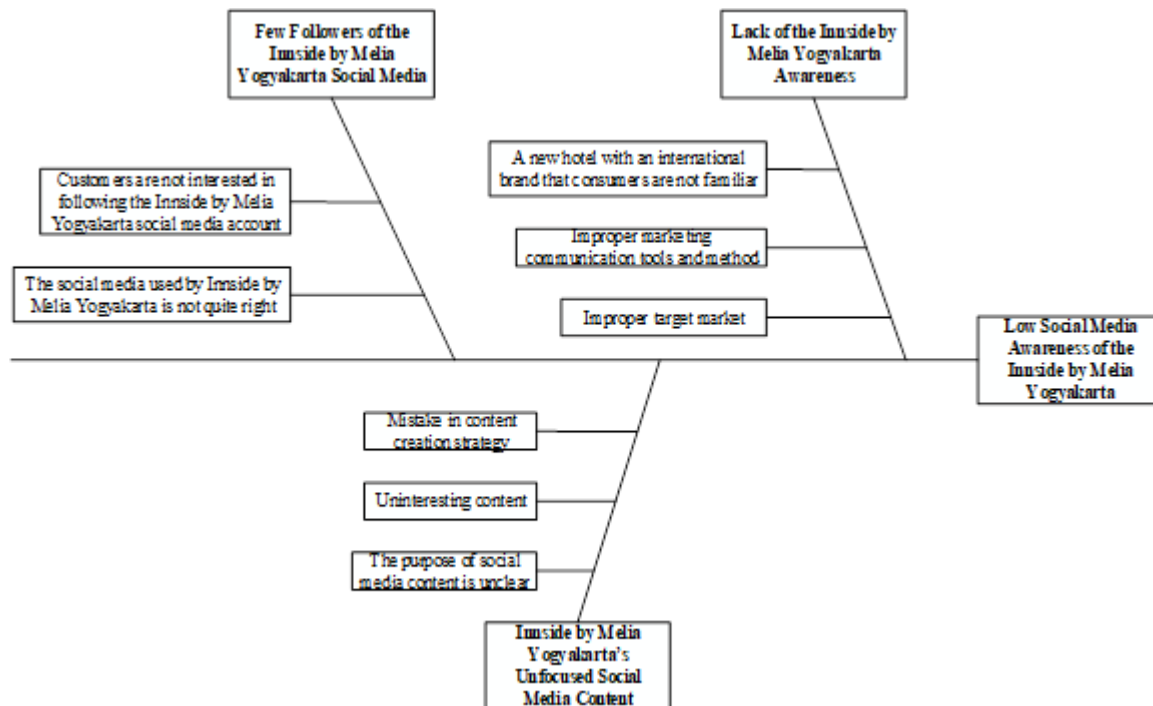 Few Followers of the
Innside by Melia
Yogyakarta Social Media
Lack of the Innside by
Melia Yogyakarta
Awareness
Customers are not interested in
following the Innside by Melia
Yogyakarta social media account
The social media used by Innside by
Melia Yogyakarta is not quite right
A new hotel with an international
brand that consumers are not familiar
Improper marketing
communication tools and method
Improper target market
Low Social Media
Awareness of the
Innside by Melia
Yogyakarta
Mistake in content
creation strategy
Uninteresting content
The purpose of social
media content is unclear
Innside by Melia
Yogyakarta's
Unfocused Social
Media Content